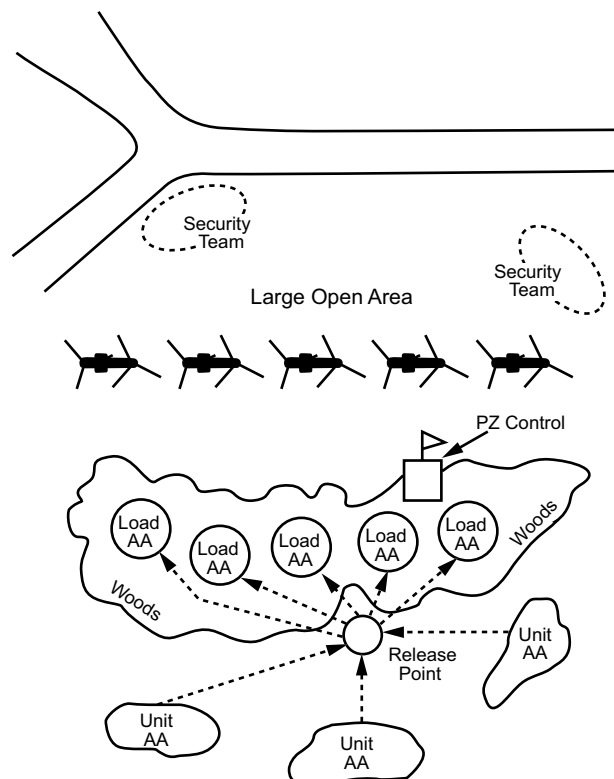 Security
Team
Security
Team
Large Open Area
PZ Control
Load
AA
Load
AA
Load
AA
Load
AA
Load
AA
Woods
Woods
Release
Point
Unit
AA
Unit
AA
Unit
AA